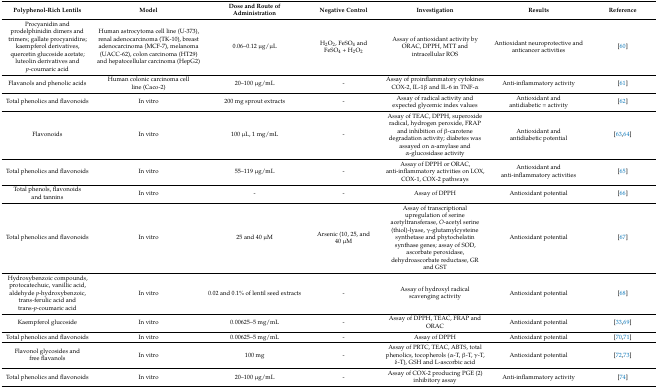 Polyphenol-Rich Lentils Model Dose and Route of Administration Negative Control Investigation Results Reference
Procyanidin and prodelphinidin dimers and trimers; gallate procyanidins; kaempferol derivatives, quercetin glucoside acetate, luteolin derivatives and p-coumaric acid
Human astrocytoma cell line (U-373), renal adenocarcinoma (TK-10), breast adenocarcinoma (MCF-7), melanoma (UACC-62), colon carcinoma (HT29) and hepatocellular carcinoma (HepG2)
0.06–0.12 µg/µL
H2O2, FeSO4 and FeSO4 + H2O2
Assay of antioxidant activity by ORAC, DPPH, MTT and intracellular ROS
Antioxidant neuroprotective and anticancer activities
[60]
Flavanols and phenolic acids
Human colonic carcinoma cell line (Caco-2)
20–100 µg/mL
-
Assay of proinflammatory cytokines COX-2, IL-1β and IL-6 in TNF-α
Anti-inflammatory activity
[61]
Total phenolics and flavonoids
In vitro
200 mg sprout extracts
-
Assay of radical activity and expected glycemic index values
Antioxidant and antidiabetic = activity
[62]
Flavonoids
In vitro
100 µL, 1 mg/mL
-
Assay of TEAC, DPPH, superoxide radical, hydrogen peroxide, FRAP and inhibition of β-carotene degradation activity; diabetes was assayed on α-amylase and α-glucosidase activity
Antioxidant and antidiabetic potential
[63,64]
Total phenolics and flavonoids
In vitro
55–119 µg/mL
-
Assay of DPPH or ORAC, anti-inflammatory activities on LOX, COX-1, COX-2 pathways
Antioxidant and anti-inflammatory activities
[65]
Total phenols, flavonoids and tannins
In vitro
-
-
Assay of DPPH
Antioxidant potential
[66]
Total phenolics and flavonoids
In vitro
25 and 40 µM
Arsenic (10, 25, and 40 µM
Assay of transcriptional upregulation of serine acetyltransferase, O-acetyl serine (thiol)-lyase, γ-glutamylcysteine synthetase and phytochelatin synthase genes; assay of SOD, ascorbate peroxidase, dehydroascorbate reductase, GR and GST
Antioxidant potential
[67]
Hydroxybenzoic compounds, protocatechuic, vanillic acid, aldehyde p-hydroxybenzoic, trans-ferulic acid and trans-p-coumaric acid
In vitro
0.02 and 0.1% of lentil seed extracts
-
Assay of hydroxyl radical scavenging activity
Antioxidant potential
[68]
Kaempferol glucoside
In vitro
0.00625–5 mg/mL
-
Assay of DPPH, TEAC, FRAP and ORAC
Antioxidant potential
[33,69]
Total phenolics and flavonoids
In vitro
0.00625–5 mg/mL
-
Assay of DPPH
Antioxidant potential
[70,71]
Flavonol glycosides and free flavanols
In vitro
100 mg
-
Assay of PRTC, TEAC, ABTS, total phenolics, tocopherols (α-T, β-T, γ-T, δ-T), GSH and L-ascorbic acid
Antioxidant potential
[72,73]
Total phenolics and flavonoids
In vitro
20–100 µg/mL
-
Assay of COX-2 producing PGE (2) inhibitory assay
Anti-inflammatory activity
[74]